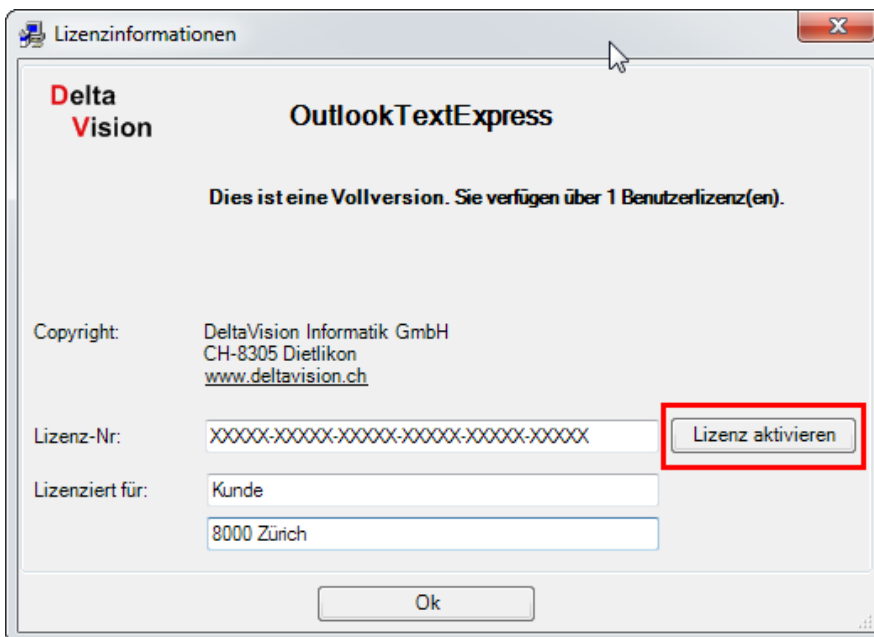 Lizenzinformationen
Delta
Vision
OutlookTextExpress
Dies ist eine Vollversion. Sie verfügen über 1 Benutzerlizenz(en).
Copyright:
DeltaVision Informatik GmbH
CH-8305 Dietlikon
www.deltavision.ch
Lizenz-Nr:
XXXXX-XXXXX-XXXXX-XXXXX-XXXXX-XXXXX
Lizenz aktivieren
Lizenziert für:
Kunde
8000 Zürich
Ok